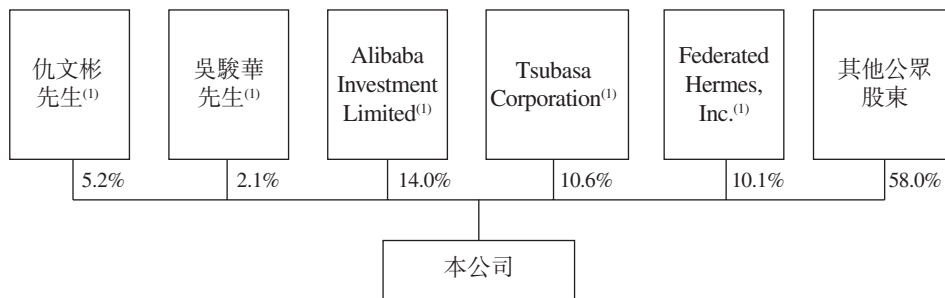 仇文彬
先生(1)
吳駿華
先生(1)
Alibaba
Investment
Limited(1)
Tsubasa
Corporation(1)
Federated
Hermes,
Inc.(1)
其他公眾
股東
5.2%
2.1%
14.0%
10.6%
10.1%
58.0%
本公司